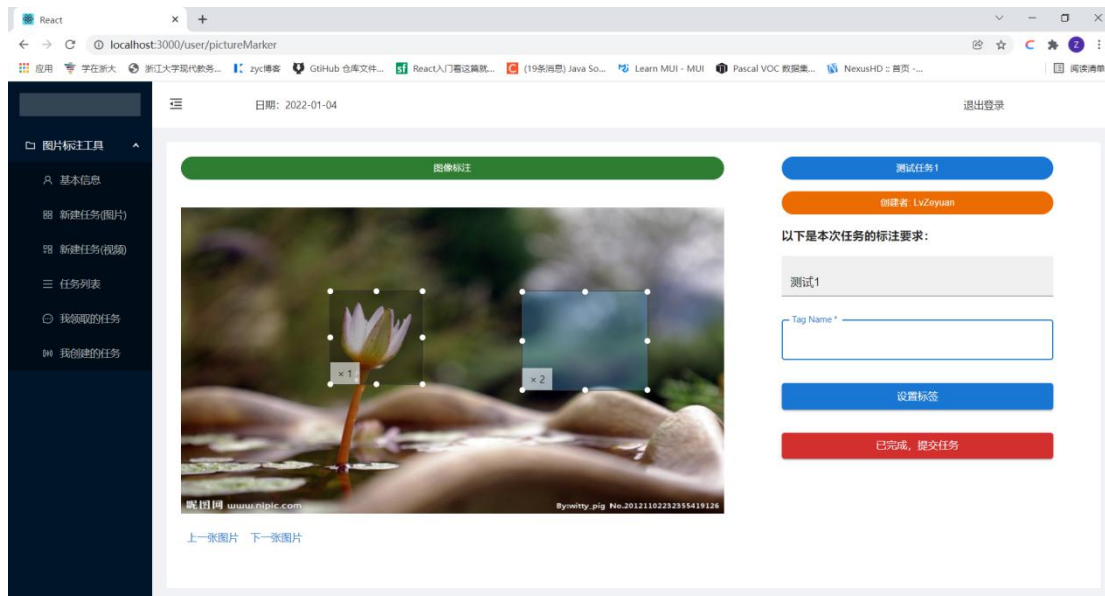 React
localhost:3000/user/pictureMarker
应用 学在浙大 浙江大学现代教务... zyc博客 GtiHub 仓库文件... React入门看这篇就... (19条消息) Java So... Learn MUI - MUI Pascal VOC 数据集... NexusHD :: 首页 -... 阅读清单
日期: 2022-01-04 退出登录
图片标注工具
基本信息
新建任务(图片)
新建任务(视频)
任务列表
我领取的任务
我创建的任务
图像标注
× 1
× 2
昵图网 www.nipic.com By:witty_pig No.20121102232355419126
上一张图片 下一张图片
测试任务1
创建者: LvZeyuan
以下是本次任务的标注要求:
测试1
Tag Name *
设置标签
已完成, 提交任务